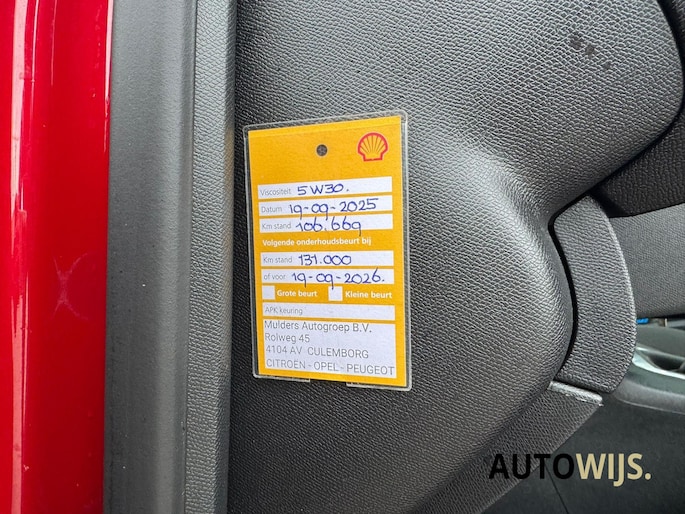 Viscositeit 5W30.
Datum 19-09-2025
Km stand 106.669
Volgende onderhoudsbeurt bij
Km stand 131.000
of voor 19-09-2026.
Grote beurt Kleine beurt
APK keuring
Mulders Autogroep B.V.
Rolweg 45
4104 AV CULEMBORG
CITROËN - OPEL - PEUGEOT
AUTOWIJS.